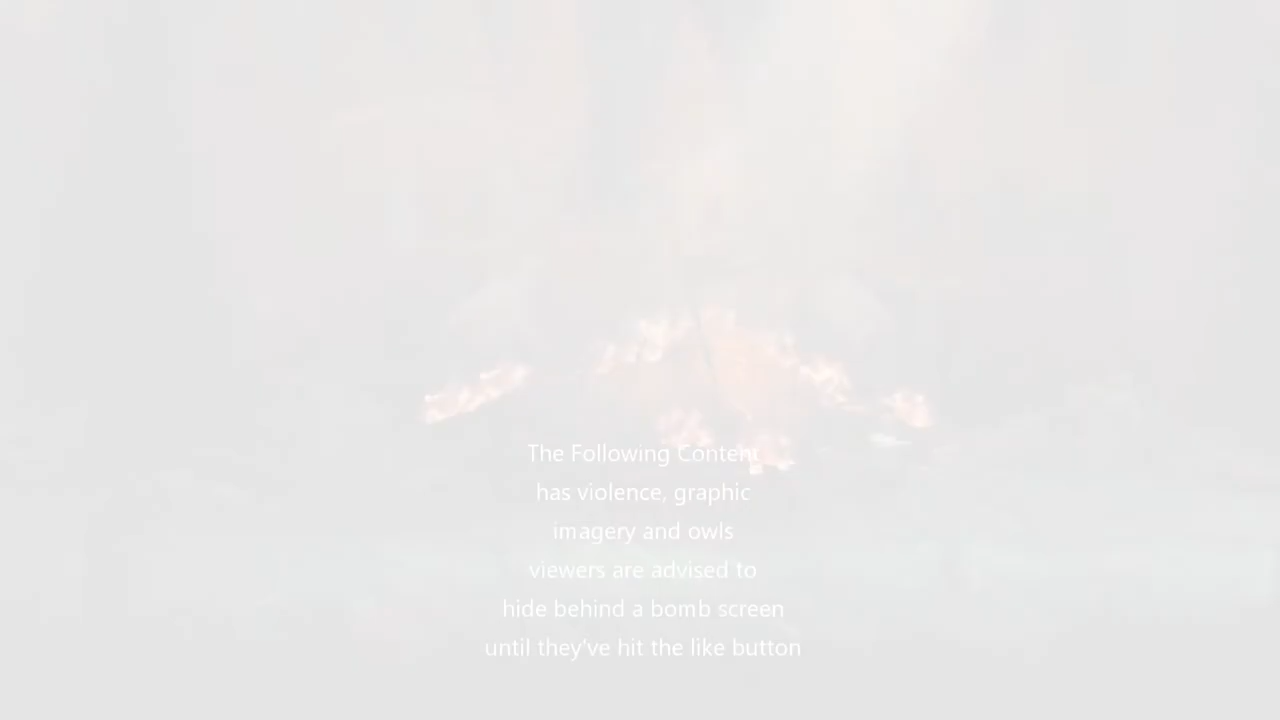 The Following Content
has violence, graphic
imagery and owls
viewers are advised to
hide behind a bomb screen
until they've hit the like button